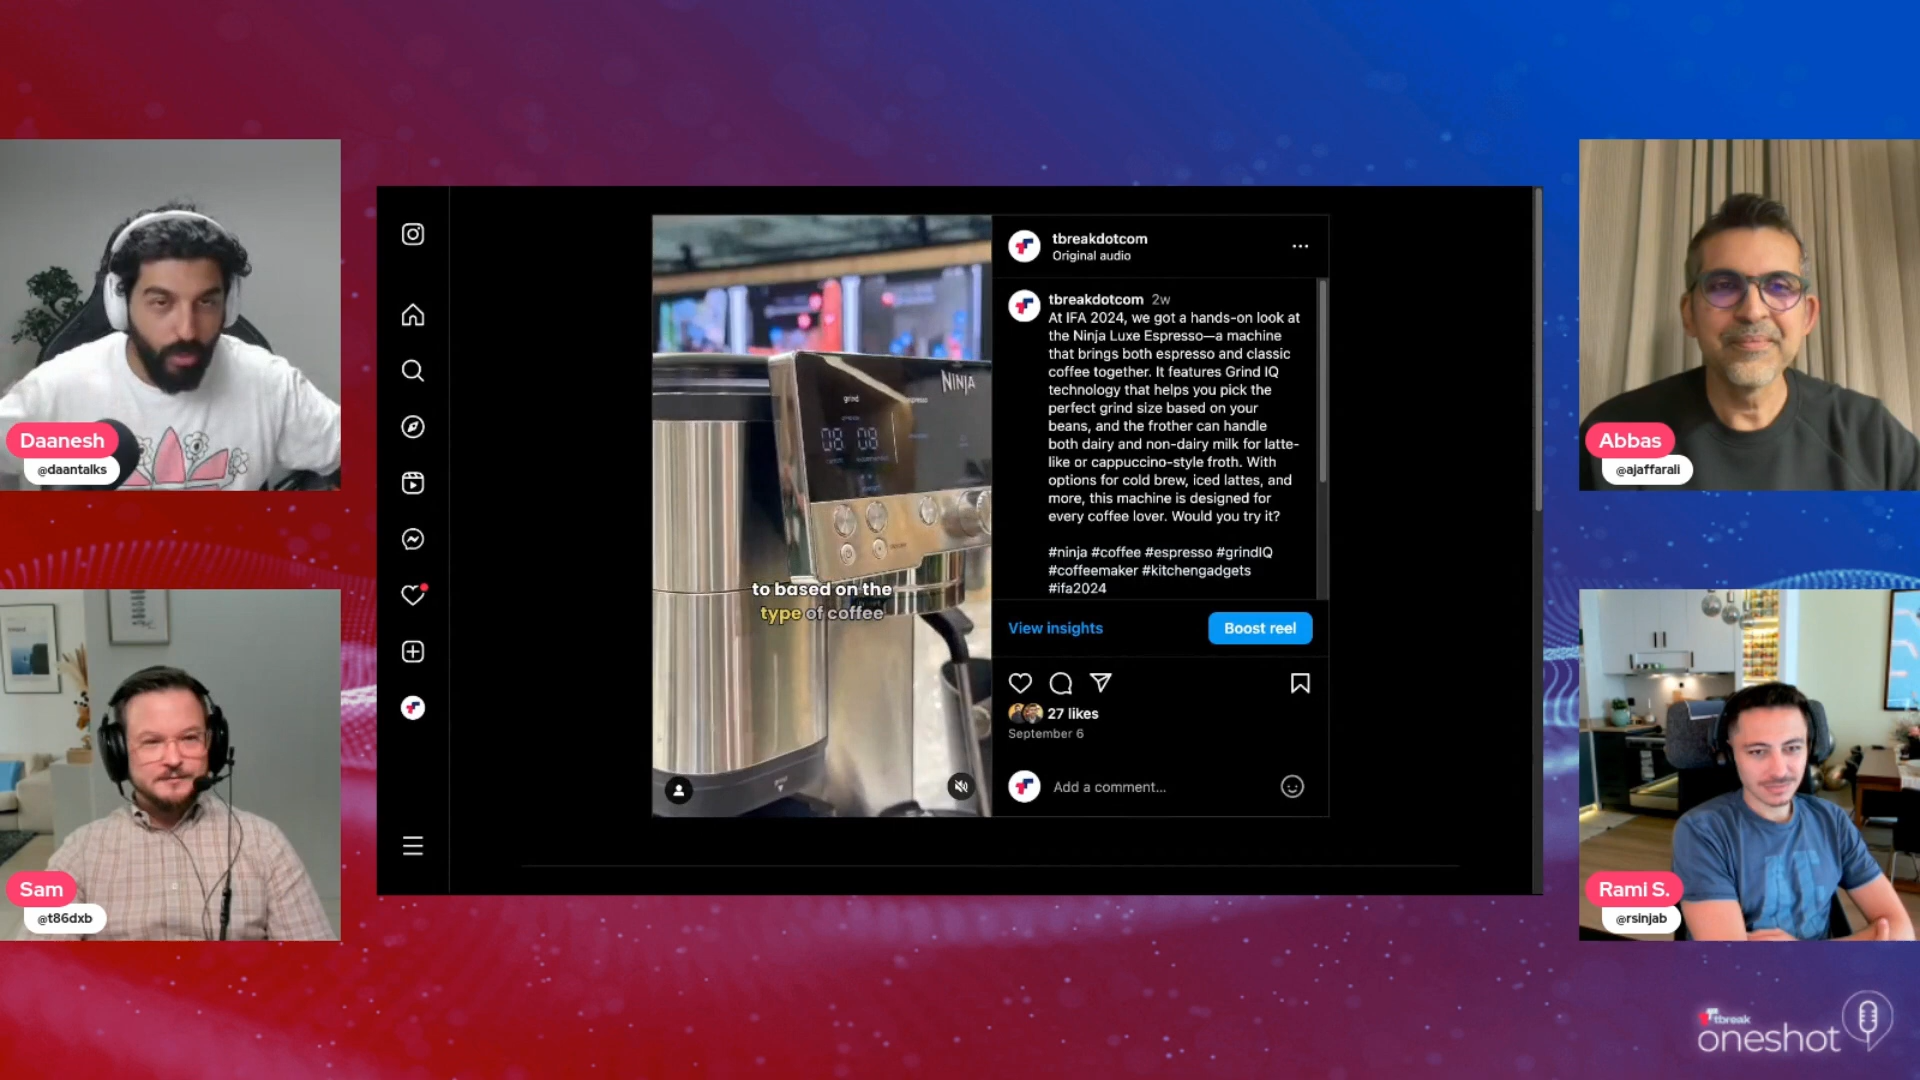 Daanesh
@daantalks
Sam
@t86dxb
NINJA
grind
08 08
to based on the
type of coffee
tbreakdotcom
Original audio
tbreakdotcom 2w
At IFA 2024, we got a hands-on look at
the Ninja Luxe Espresso—a machine
that brings both espresso and classic
coffee together. It features Grind IQ
technology that helps you pick the
perfect grind size based on your
beans, and the frother can handle
both dairy and non-dairy milk for latte-
like or cappuccino-style froth. With
options for cold brew, iced lattes, and
more, this machine is designed for
every coffee lover. Would you try it?
#ninja #coffee #espresso #grindIQ
#coffeemaker #kitchengadgets
#ifa2024
View insights
Boost reel
27 likes
September 6
Add a comment...
Abbas
@ajaffarali
Rami S.
@rsinjab
tbreak
oneshot